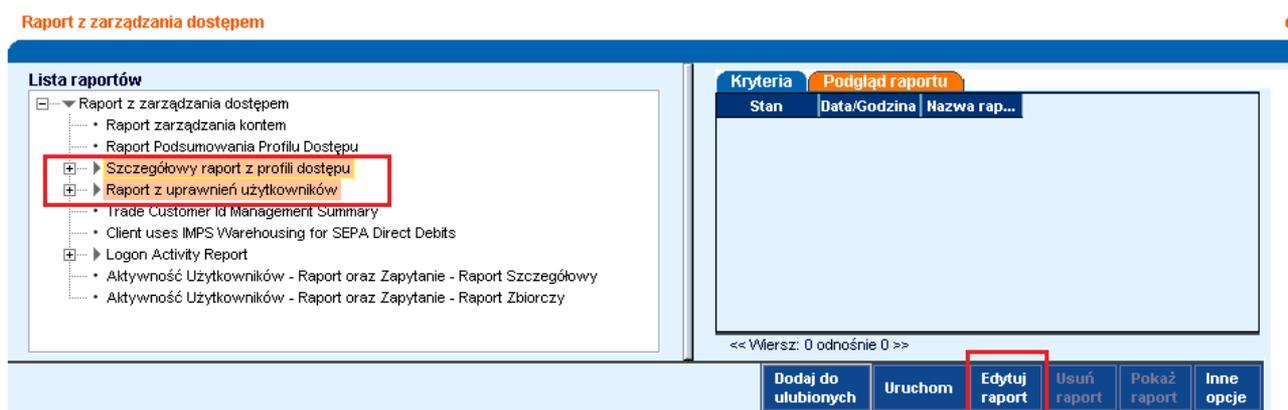 Raport z zarządzania dostępem
Lista raportów
Raport z zarządzania dostępem
Raport zarządzania kontem
Raport Podsumowania Profilu Dostępu
Szczegółowy raport z profili dostępu
Raport z uprawnień użytkowników
Trade Customer Id Management Summary
Client uses IMPS Warehousing for SEPA Direct Debits
Logon Activity Report
Aktywność Użytkowników - Raport oraz Zapytanie - Raport Szczegółowy
Aktywność Użytkowników - Raport oraz Zapytanie - Raport Zbiorczy
Kryteria Podgląd raportu
Stan Data/Godzina Nazwa rap...
<< Wiersz: 0 odnośnie 0 >>
Dodaj do ulubionych
Uruchom
Edytuj raport
Usuń raport
Pokaż raport
Inne opcje